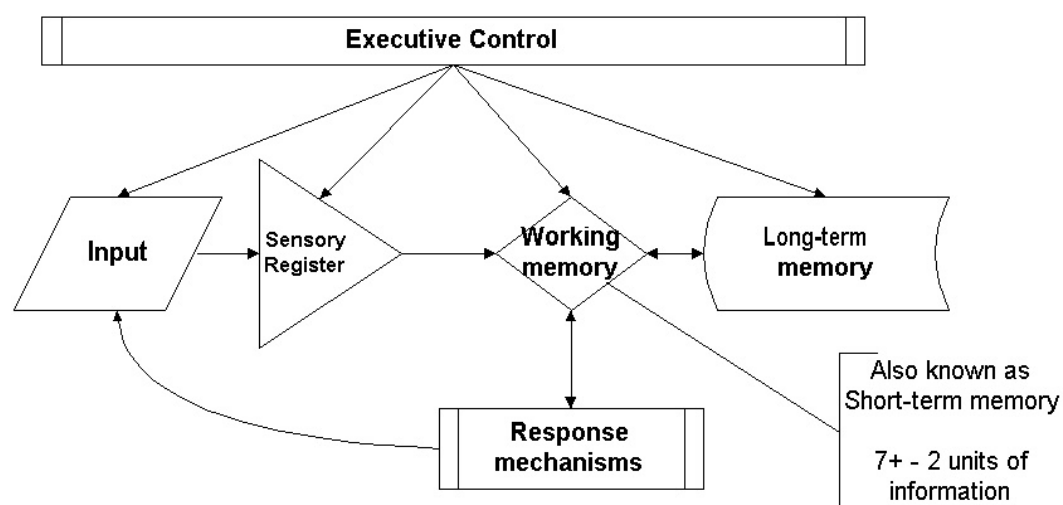 Executive Control
Input
Sensory
Register
Working
memory
Long-term
memory
Response
mechanisms
Also known as
Short-term memory
7+ - 2 units of
information